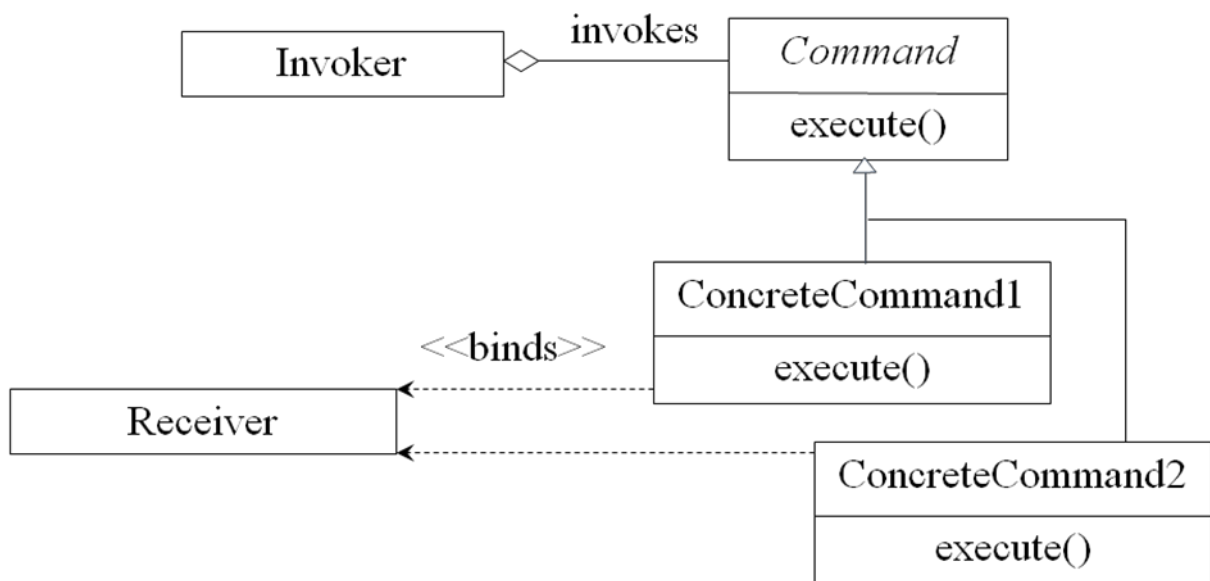 invokes
Invoker
Command
execute()
ConcreteCommand1
<<binds>>
execute()
Receiver
ConcreteCommand2
execute()